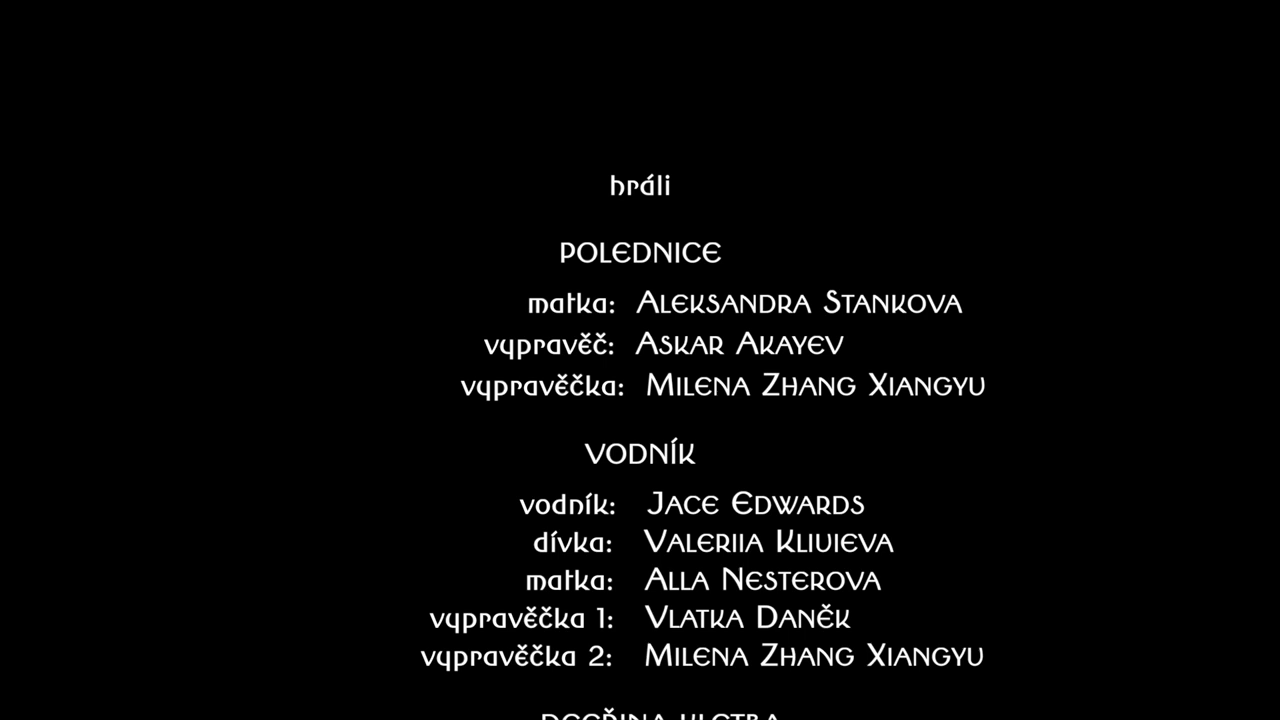 hráli
POLEDNICE
matka: ALEKSANDRA STANKOVA
vypravěč: ASKAR AKAYEV
vypravěčka: MILENA ZHANG XIANGYU
VODNÍK
vodník: JACE EDWARDS
dívka: VALERIIA KLIUIEVA
matka: ALLA NESTEROVA
vypravěčka 1: VLATKA DANĚK
vypravěčka 2: MILENA ZHANG XIANGYU